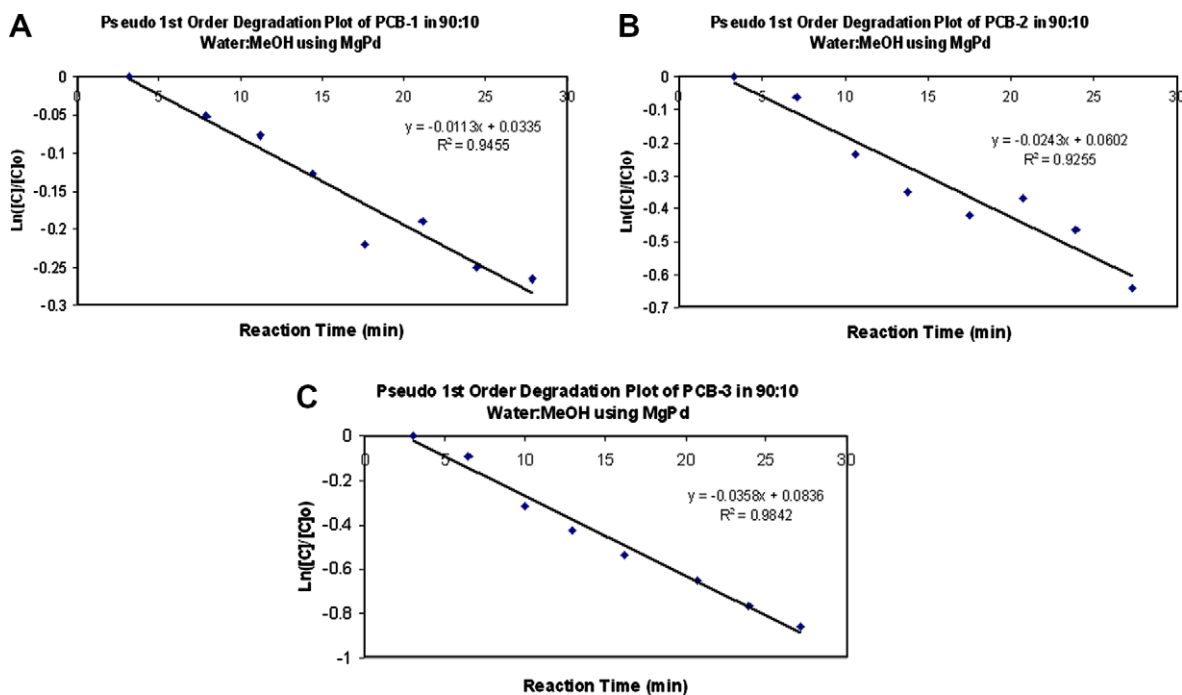 A
Pseudo 1st Order Degradation Plot of PCB-1 in 90:10
Water:MeOH using MgPd
0
-0.05
-0.1
-0.15
-0.2
-0.25
-0.3
0 5 10 15 20 25 30
y = -0.0113x + 0.0335
R² = 0.9455
Ln([C]/[C]o)
Reaction Time (min)
B
Pseudo 1st Order Degradation Plot of PCB-2 in 90:10
Water:MeOH using MgPd
0
-0.1
-0.2
-0.3
-0.4
-0.5
-0.6
-0.7
0 5 10 15 20 25 30
y = -0.0243x + 0.0602
R² = 0.9255
Ln([C]/[C]o)
Reaction Time (min)
C
Pseudo 1st Order Degradation Plot of PCB-3 in 90:10
Water:MeOH using MgPd
0
-0.2
-0.4
-0.6
-0.8
-1
0 5 10 15 20 25 30
y = -0.0358x + 0.0836
R² = 0.9842
Ln([C]/[C]o)
Reaction Time (min)